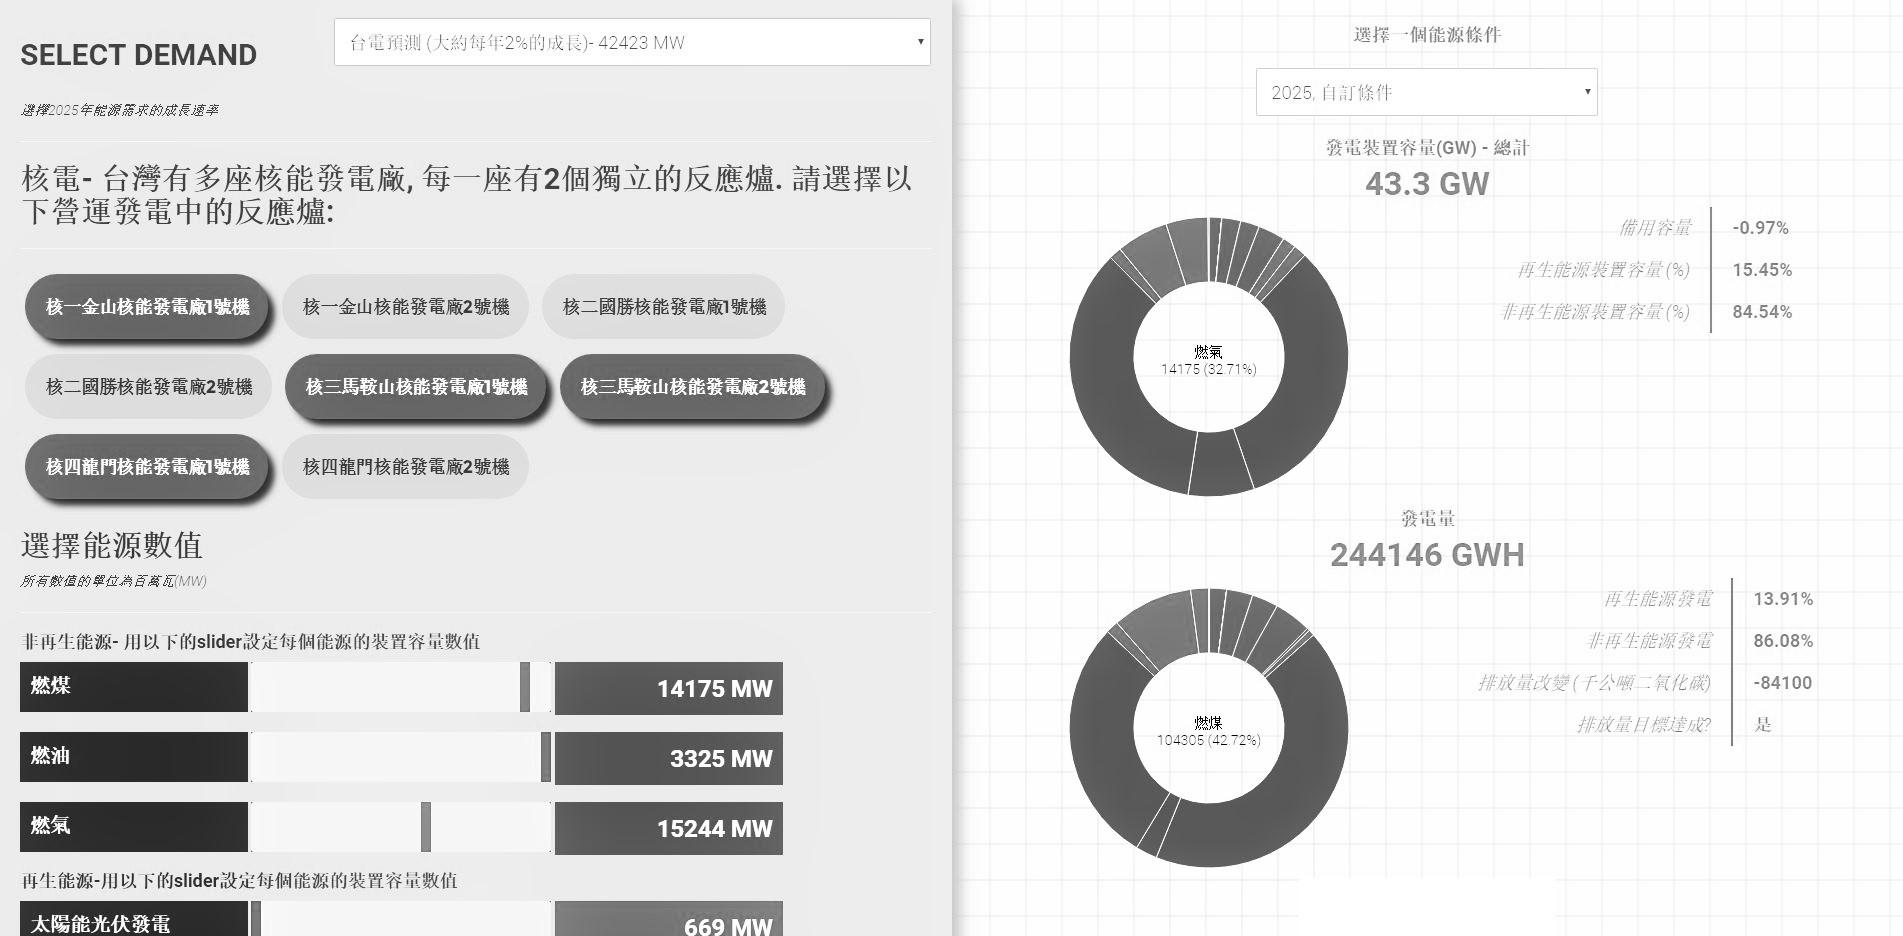 SELECT DEMAND
台電預測 (大約每年2%的成長)- 42423 MW
選擇2025年能源需求的成長速率
核電- 台灣有多座核能發電廠, 每一座有2個獨立的反應爐. 請選擇以
下營運發電中的反應爐:
核一金山核能發電廠1號機
核一金山核能發電廠2號機
核二國勝核能發電廠1號機
核二國勝核能發電廠2號機
核三馬鞍山核能發電廠1號機
核三馬鞍山核能發電廠2號機
核四龍門核能發電廠1號機
核四龍門核能發電廠2號機
選擇能源數值
所有數值的單位為百萬瓦(MW)
非再生能源- 用以下的slider設定每個能源的裝置容量數值
燃煤
14175 MW
燃油
3325 MW
燃氣
15244 MW
再生能源-用以下的slider設定每個能源的裝置容量數值
太陽能光伏發電
669 MW
選擇一個能源條件
2025, 自訂條件
發電裝置容量(GW) - 總計
43.3 GW
備用容量
-0.97%
再生能源裝置容量 (%)
15.45%
非再生能源裝置容量 (%)
84.54%
燃氣
14175 (32.71%)
發電量
244146 GWH
再生能源發電
13.91%
非再生能源發電
86.08%
排放量改變 (千公噸二氧化碳)
-84100
排放量目標達成?
是
燃煤
104305 (42.72%)